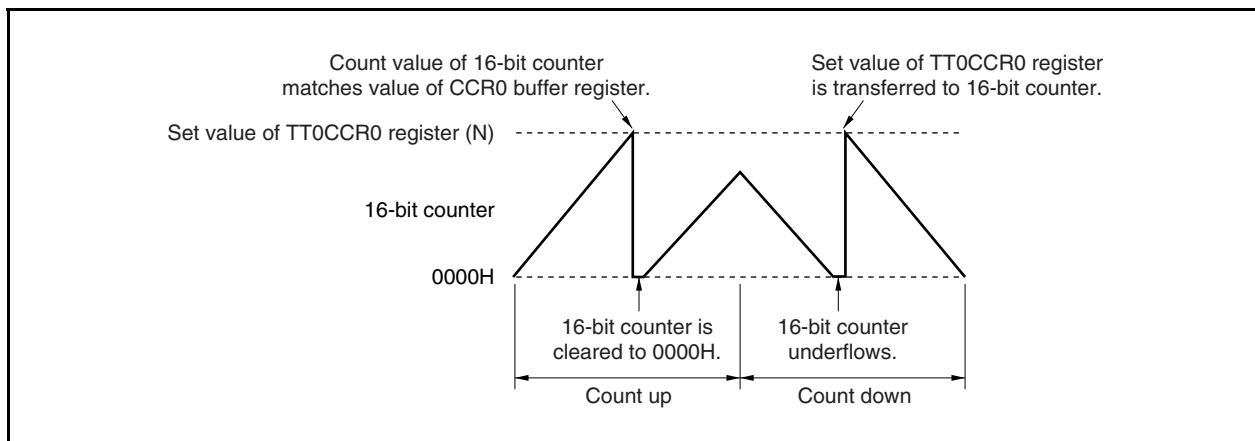 Count value of 16-bit counter
matches value of CCR0 buffer register.
Set value of TT0CCR0 register
is transferred to 16-bit counter.
Set value of TT0CCR0 register (N)
16-bit counter
0000H
16-bit counter is
cleared to 0000H.
16-bit counter
underflows.
Count up
Count down